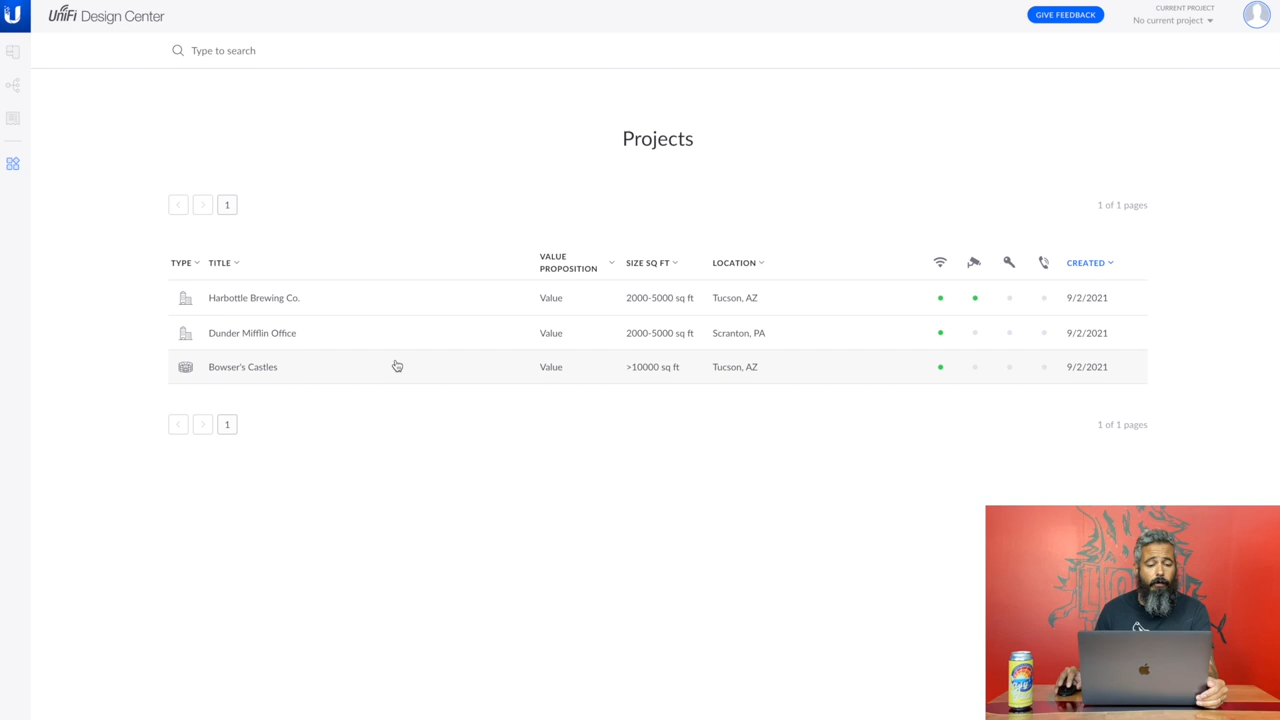 UniFi Design Center
GIVE FEEDBACK
CURRENT PROJECT
No current project
Type to search
Projects
1
1 of 1 pages
TYPE TITLE VALUE PROPOSITION SIZE SQ FT LOCATION CREATED
Harbottle Brewing Co. Value 2000-5000 sq ft Tucson, AZ 9/2/2021
Dunder Mifflin Office Value 2000-5000 sq ft Scranton, PA 9/2/2021
Bowser's Castles Value >10000 sq ft Tucson, AZ 9/2/2021
1
1 of 1 pages